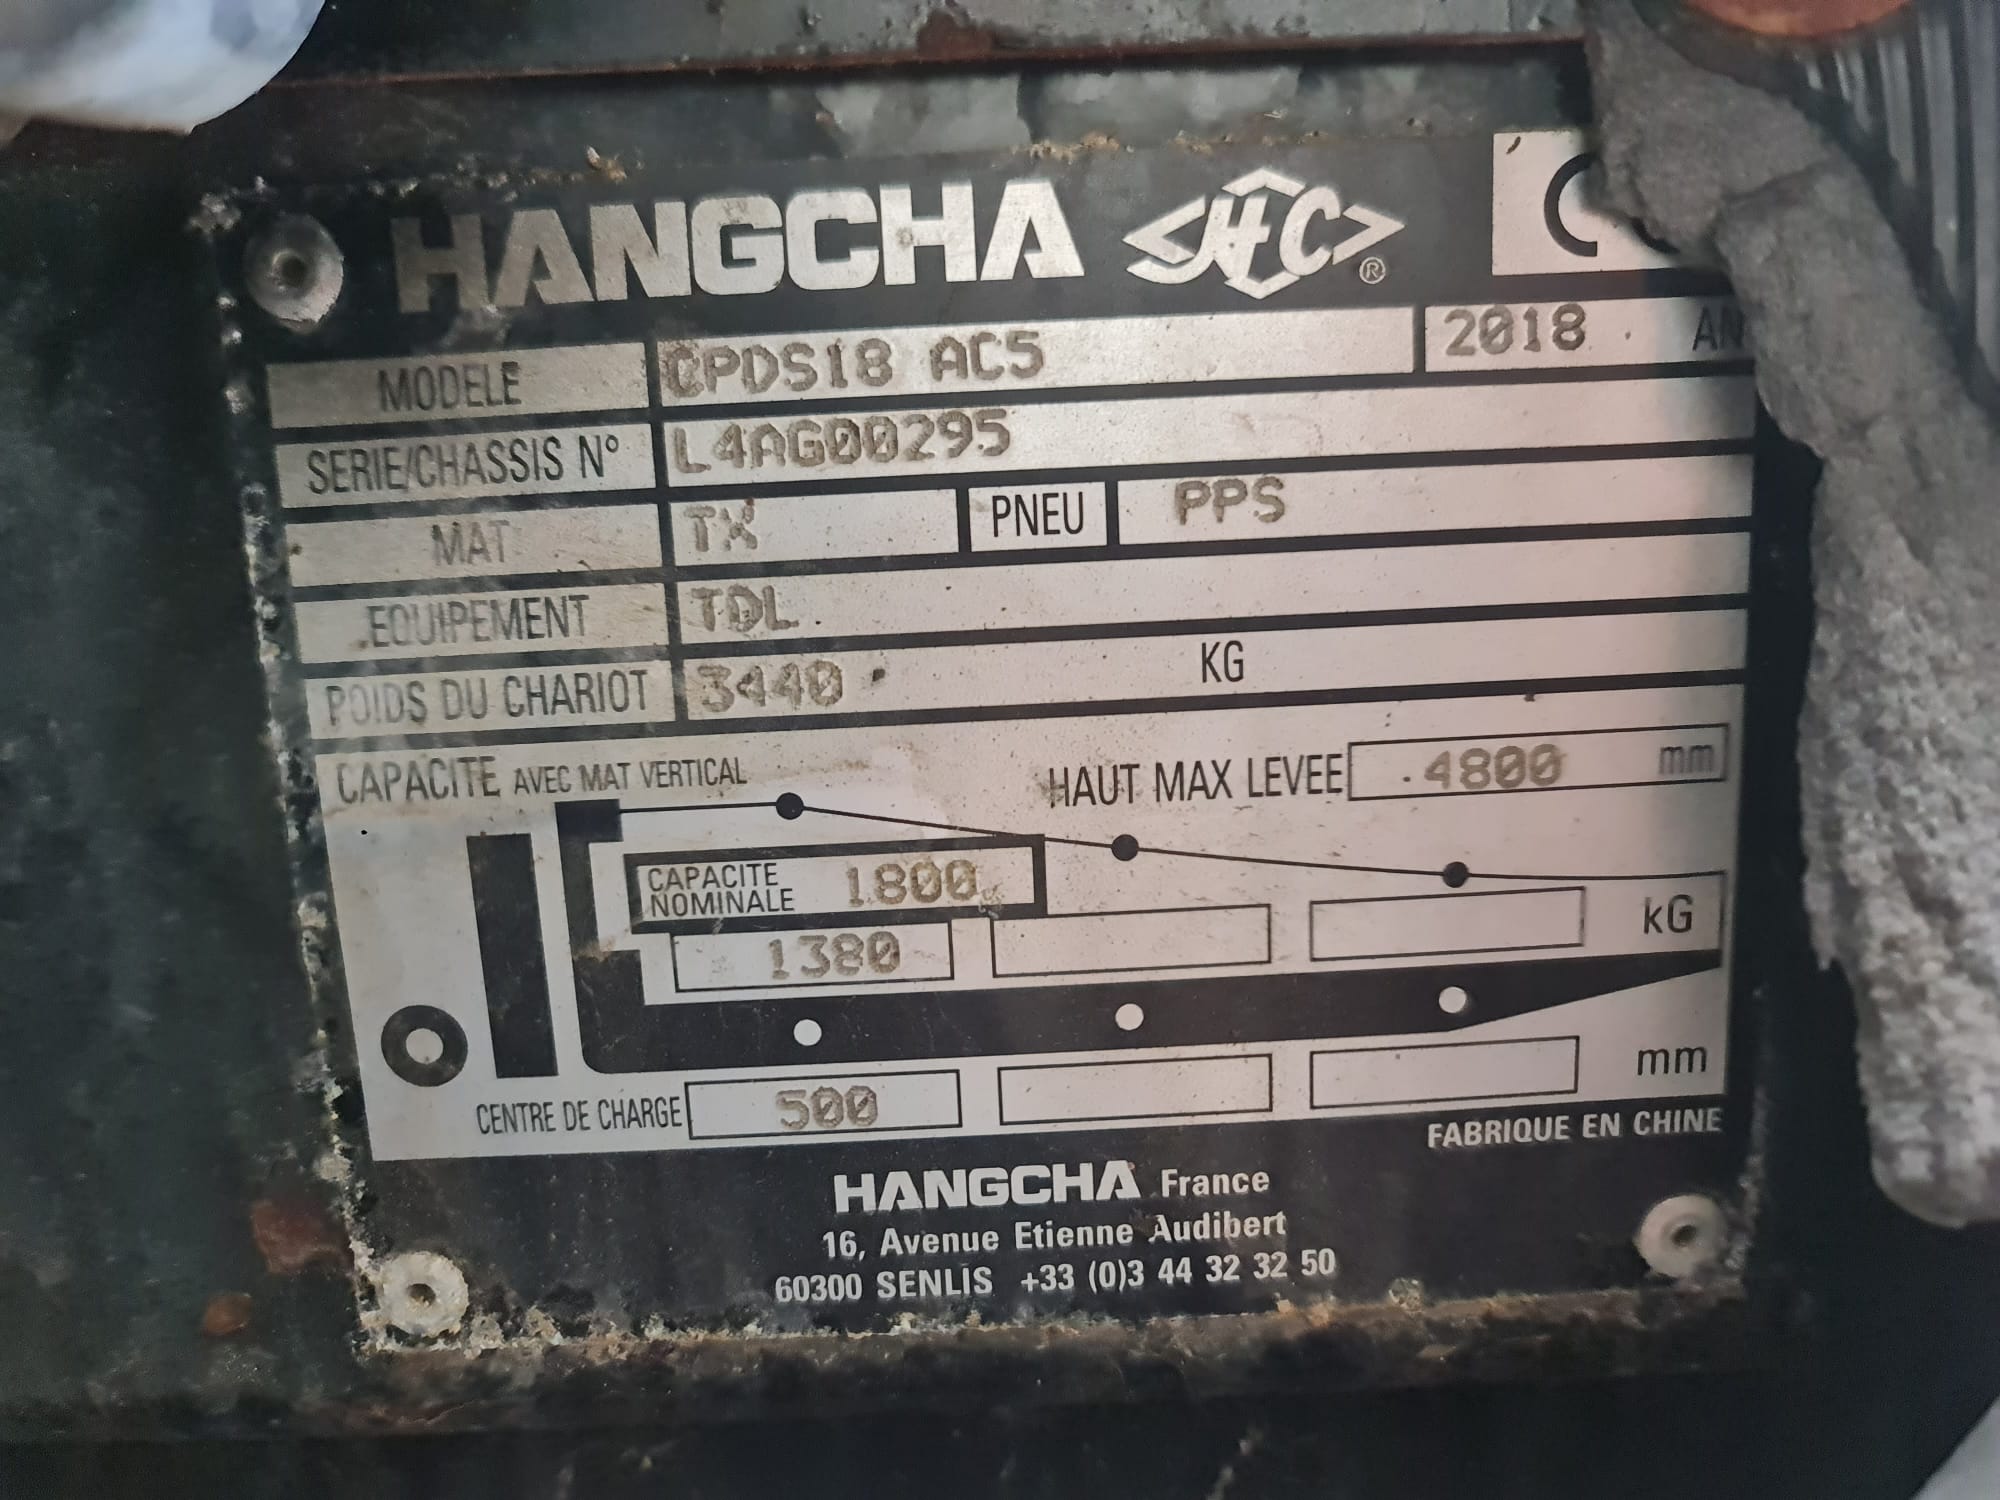 HANGCHA HC ®
MODELE CPDS18 AC5 2018
SERIE/CHASSIS N° L4AG00295
MAT TX PNEU PPS
EQUIPEMENT TDL
POIDS DU CHARIOT 3440 KG
CAPACITE AVEC MAT VERTICAL
HAUT MAX LEVEE 4800 mm
CAPACITE NOMINALE 1800
1380 kG
CENTRE DE CHARGE 500 mm
FABRIQUE EN CHINE
HANGCHA France
16, Avenue Etienne Audibert
60300 SENLIS +33 (0)3 44 32 32 50